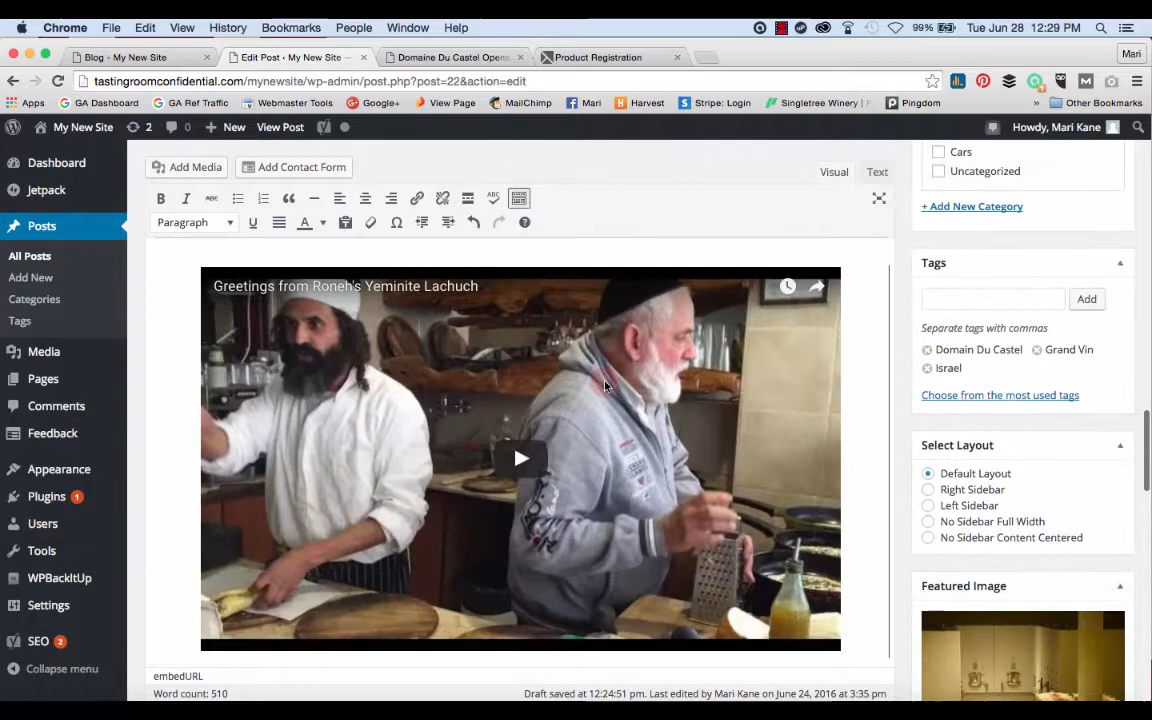 Chrome File Edit View History Bookmarks People Window Help 99% Tue Jun 28 12:29 PM
Blog - My New Site × Edit Post ‹ My New Site — × Domaine Du Castel Opens × Product Registration × Mari
tastingroomconfidential.com/mynewsite/wp-admin/post.php?post=22&action=edit
Apps GA Dashboard GA Ref Traffic Webmaster Tools Google+ View Page MailChimp Mari Harvest Stripe: Login Singletree Winery | F Pingdom » Other Bookmarks
My New Site 2 0 + New View Post Howdy, Mari Kane
Dashboard
Jetpack
Posts
All Posts
Add New
Categories
Tags
Media
Pages
Comments
Feedback
Appearance
Plugins 1
Users
Tools
WPBackItUp
Settings
SEO 2
Collapse menu
Add Media Add Contact Form Visual Text
B I ABC ABC
Paragraph U A
Greetings from Roneh's Yeminite Lachuch
embedURL
Word count: 510 Draft saved at 12:24:51 pm. Last edited by Mari Kane on June 24, 2016 at 3:35 pm
Cars
Uncategorized
+ Add New Category
Tags
Add
Separate tags with commas
Domain Du Castel Grand Vin
Israel
Choose from the most used tags
Select Layout
Default Layout
Right Sidebar
Left Sidebar
No Sidebar Full Width
No Sidebar Content Centered
Featured Image